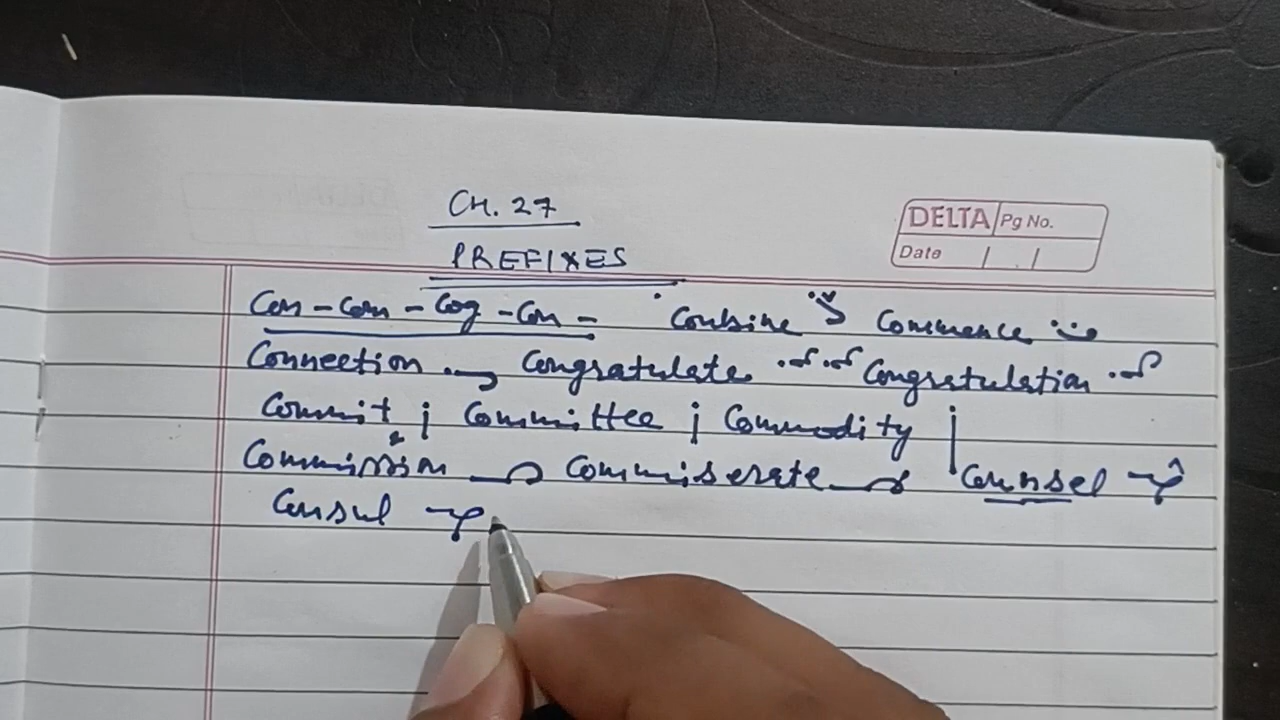 CH. 27
PREFIXES
DELTA Pg No.
Date / /
Con - Com - Cog - Con - Combine Commence
Connection Congratulate Congratulation
Commit Committee Commodity
Commission Commiserate Counsel
Consul